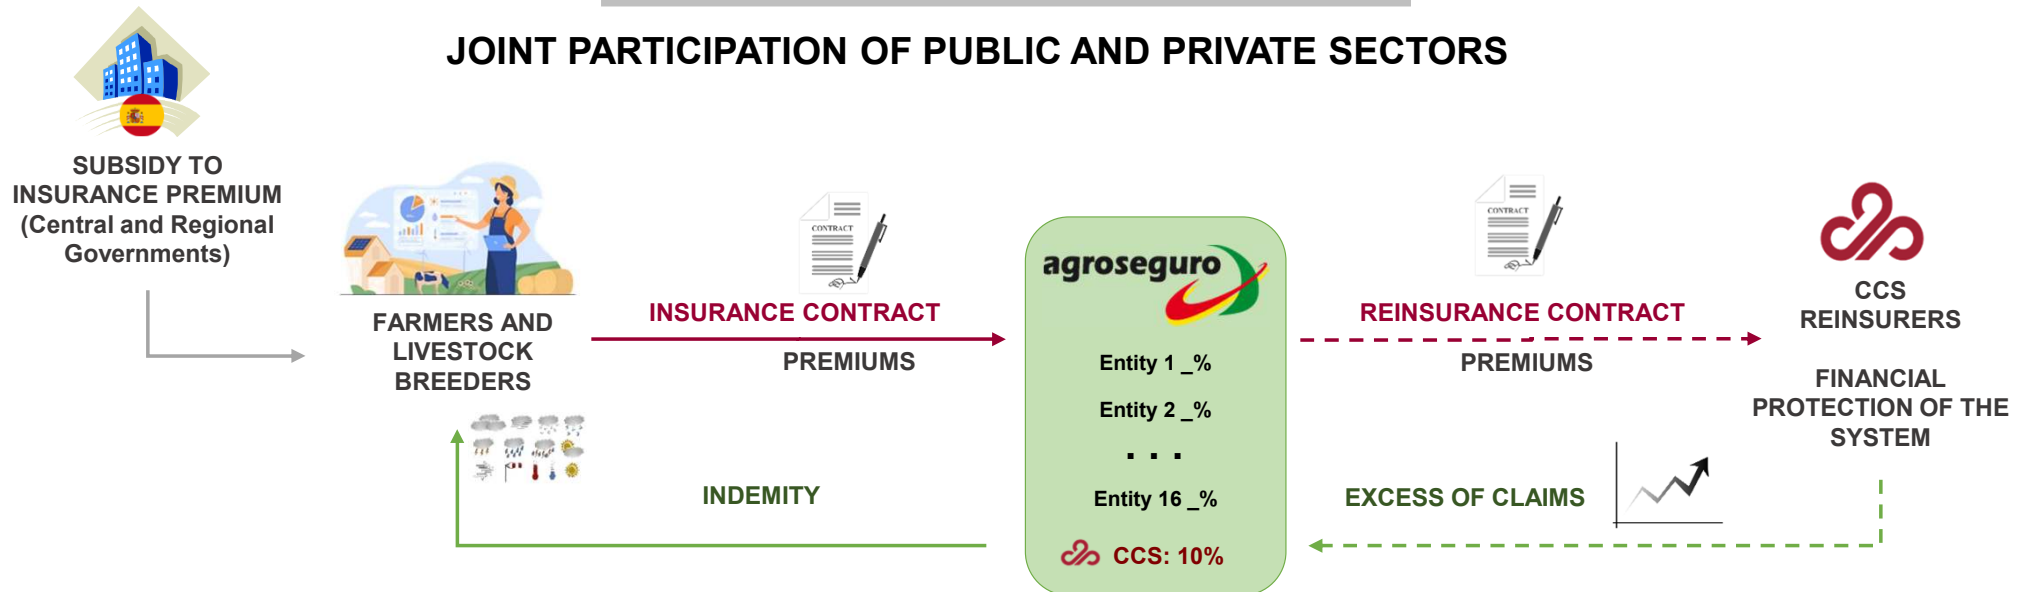 JOINT PARTICIPATION OF PUBLIC AND PRIVATE SECTORS
SUBSIDY TO
INSURANCE PREMIUM
(Central and Regional
Governments)
FARMERS AND
LIVESTOCK
BREEDERS
CONTRACT
INSURANCE CONTRACT
PREMIUMS
INDEMITY
agroseguro
Entity 1 _%
Entity 2 _%
. . .
Entity 16 _%
CCS: 10%
CONTRACT
REINSURANCE CONTRACT
PREMIUMS
EXCESS OF CLAIMS
CCS
REINSURERS
FINANCIAL
PROTECTION OF THE
SYSTEM